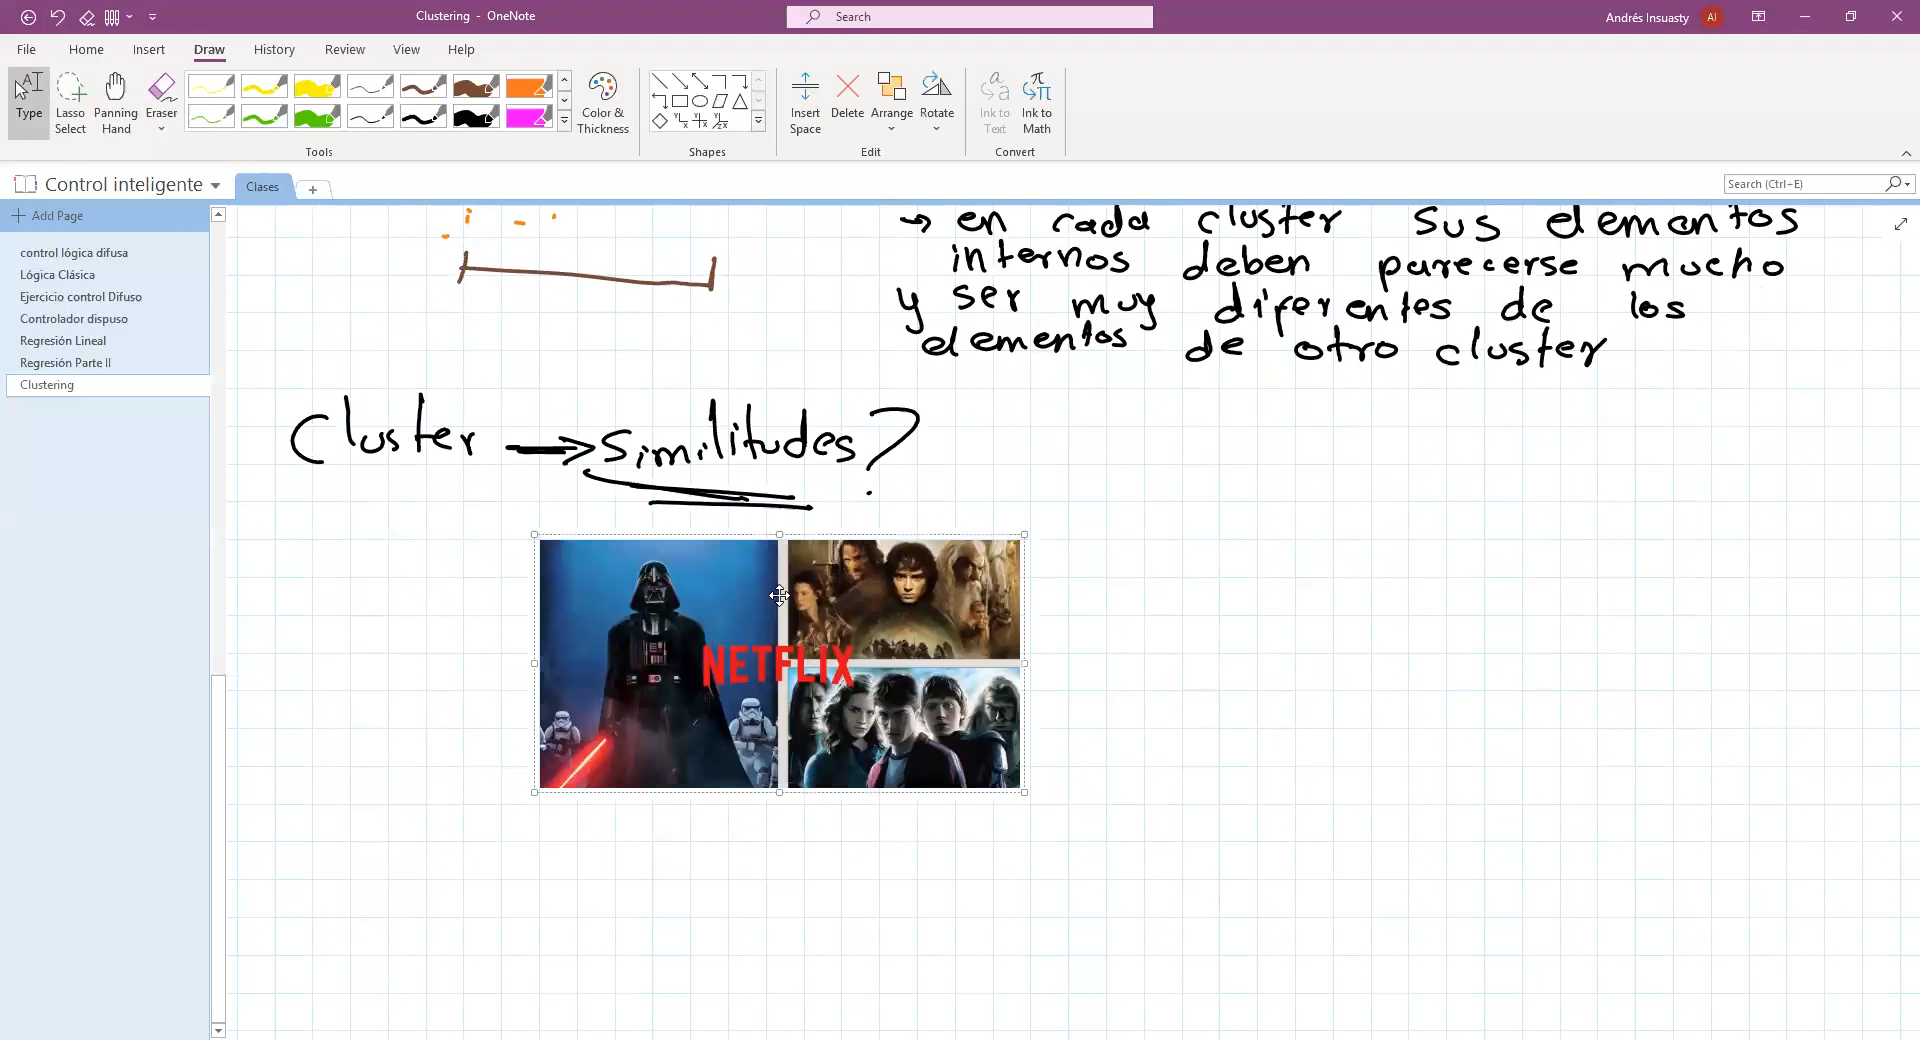 Clustering - OneNote
Search
Andrés Insuasty
AI
File Home Insert Draw History Review View Help
Type
Lasso Select
Panning Hand
Eraser
Color & Thickness
Insert Space
Delete
Arrange
Rotate
Ink to Text
Ink to Math
Tools
Shapes
Edit
Convert
Control inteligente
Clases
Search (Ctrl+E)
Add Page
control lógica difusa
Lógica Clásica
Ejercicio control Difuso
Controlador dispuso
Regresión Lineal
Regresión Parte II
Clustering
→ en cada cluster sus elementos
internos deben parecerse mucho
y ser muy diferentes de los
elementos de otro cluster
Cluster → Similitudes?
NETFLIX